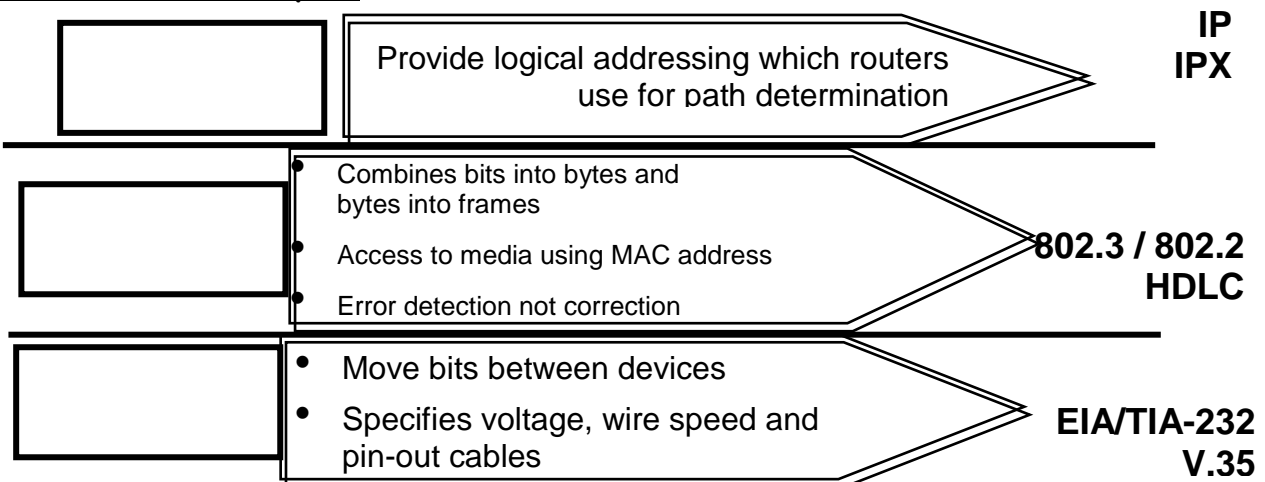 Provide logical addressing which routers
use for path determination
IP
IPX
• Combines bits into bytes and
bytes into frames
• Access to media using MAC address
• Error detection not correction
802.3 / 802.2
HDLC
• Move bits between devices
• Specifies voltage, wire speed and
pin-out cables
EIA/TIA-232
V.35